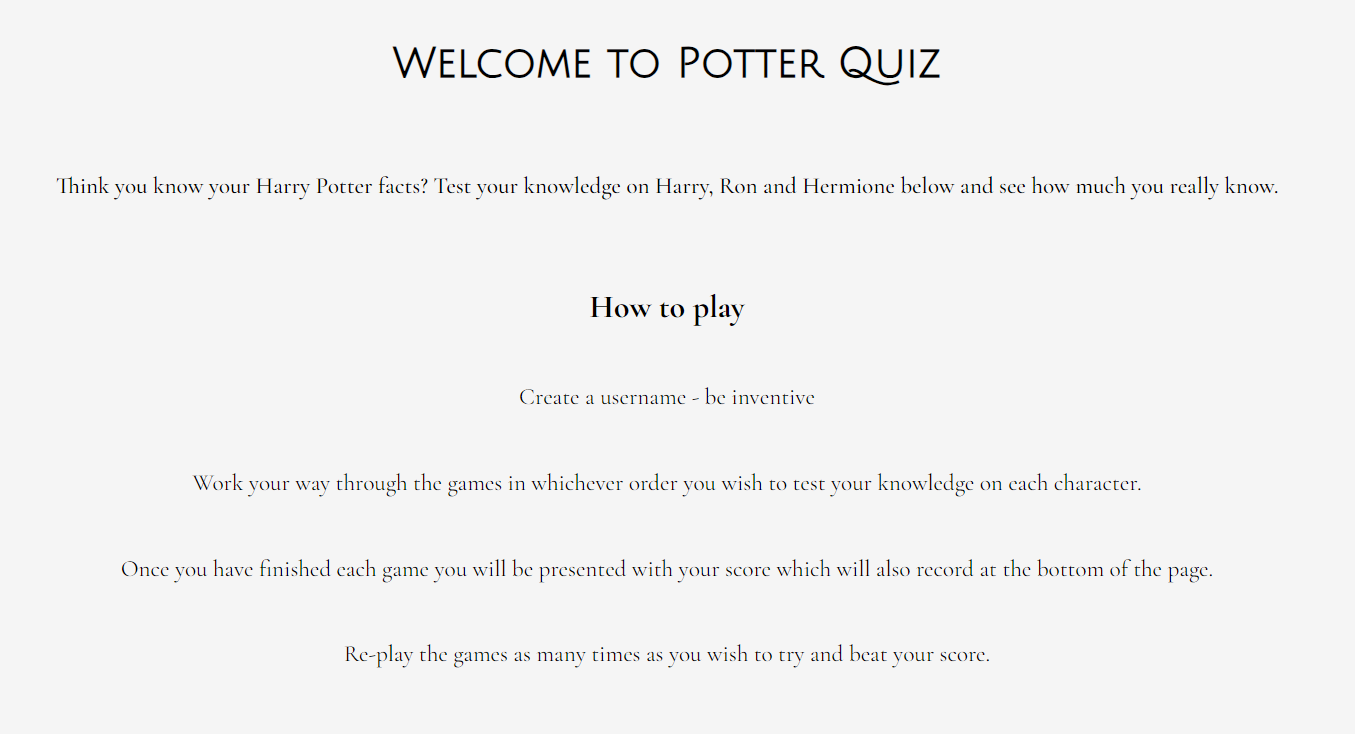 Welcome to Potter Quiz
Think you know your Harry Potter facts? Test your knowledge on Harry, Ron and Hermione below and see how much you really know.
How to play
Create a username - be inventive
Work your way through the games in whichever order you wish to test your knowledge on each character.
Once you have finished each game you will be presented with your score which will also record at the bottom of the page.
Re-play the games as many times as you wish to try and beat your score.